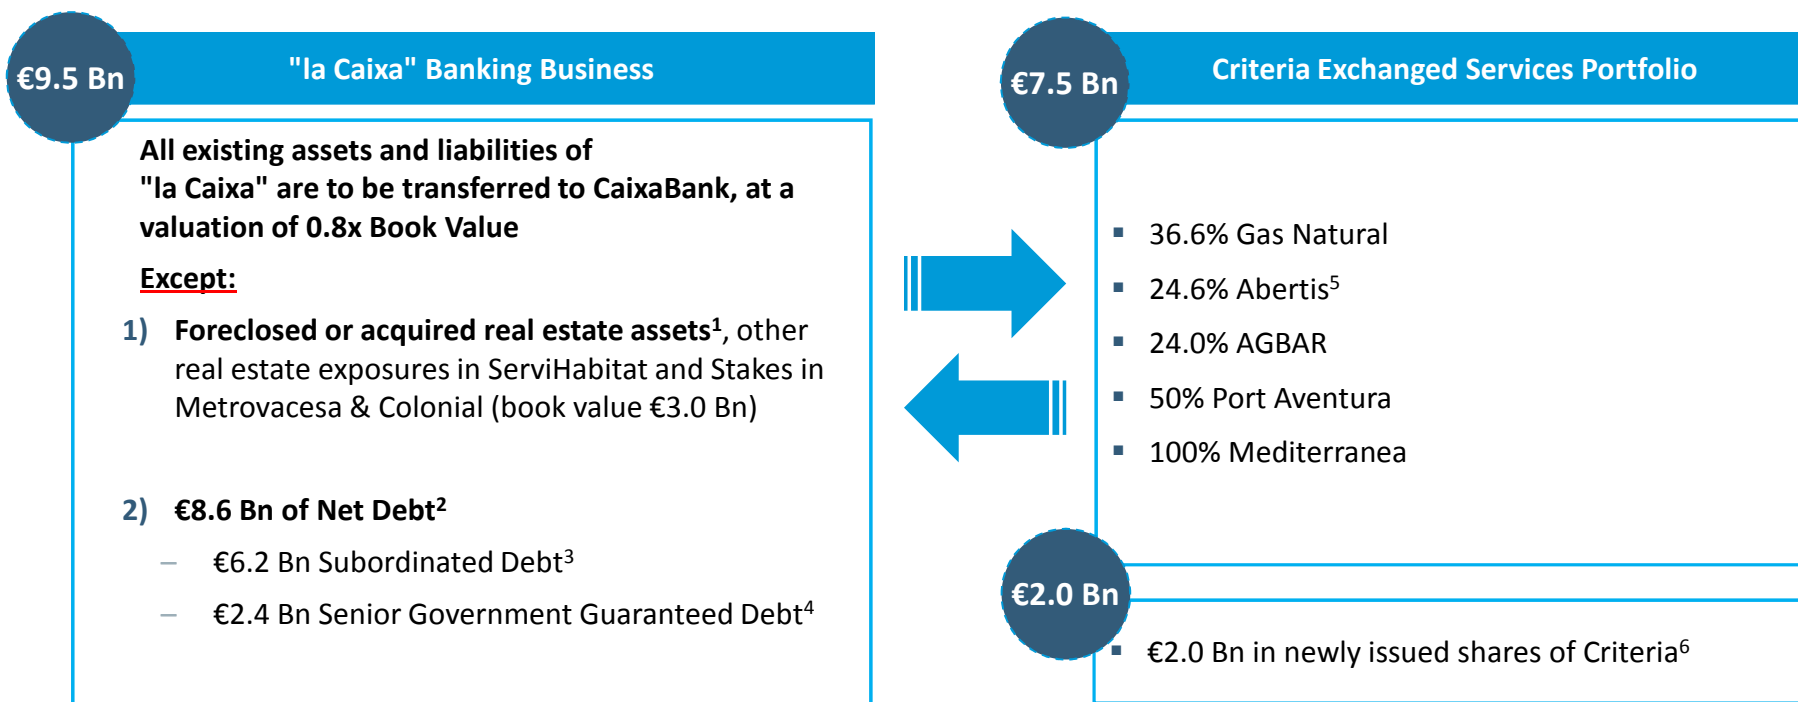 €9.5 Bn
"la Caixa" Banking Business
All existing assets and liabilities of
"la Caixa" are to be transferred to CaixaBank, at a
valuation of 0.8x Book Value
Except:
1) Foreclosed or acquired real estate assets¹, other
real estate exposures in ServiHabitat and Stakes in
Metrovacesa & Colonial (book value €3.0 Bn)
2) €8.6 Bn of Net Debt²
– €6.2 Bn Subordinated Debt³
– €2.4 Bn Senior Government Guaranteed Debt⁴
€7.5 Bn
Criteria Exchanged Services Portfolio
▪ 36.6% Gas Natural
▪ 24.6% Abertis⁵
▪ 24.0% AGBAR
▪ 50% Port Aventura
▪ 100% Mediterranea
€2.0 Bn
▪ €2.0 Bn in newly issued shares of Criteria⁶